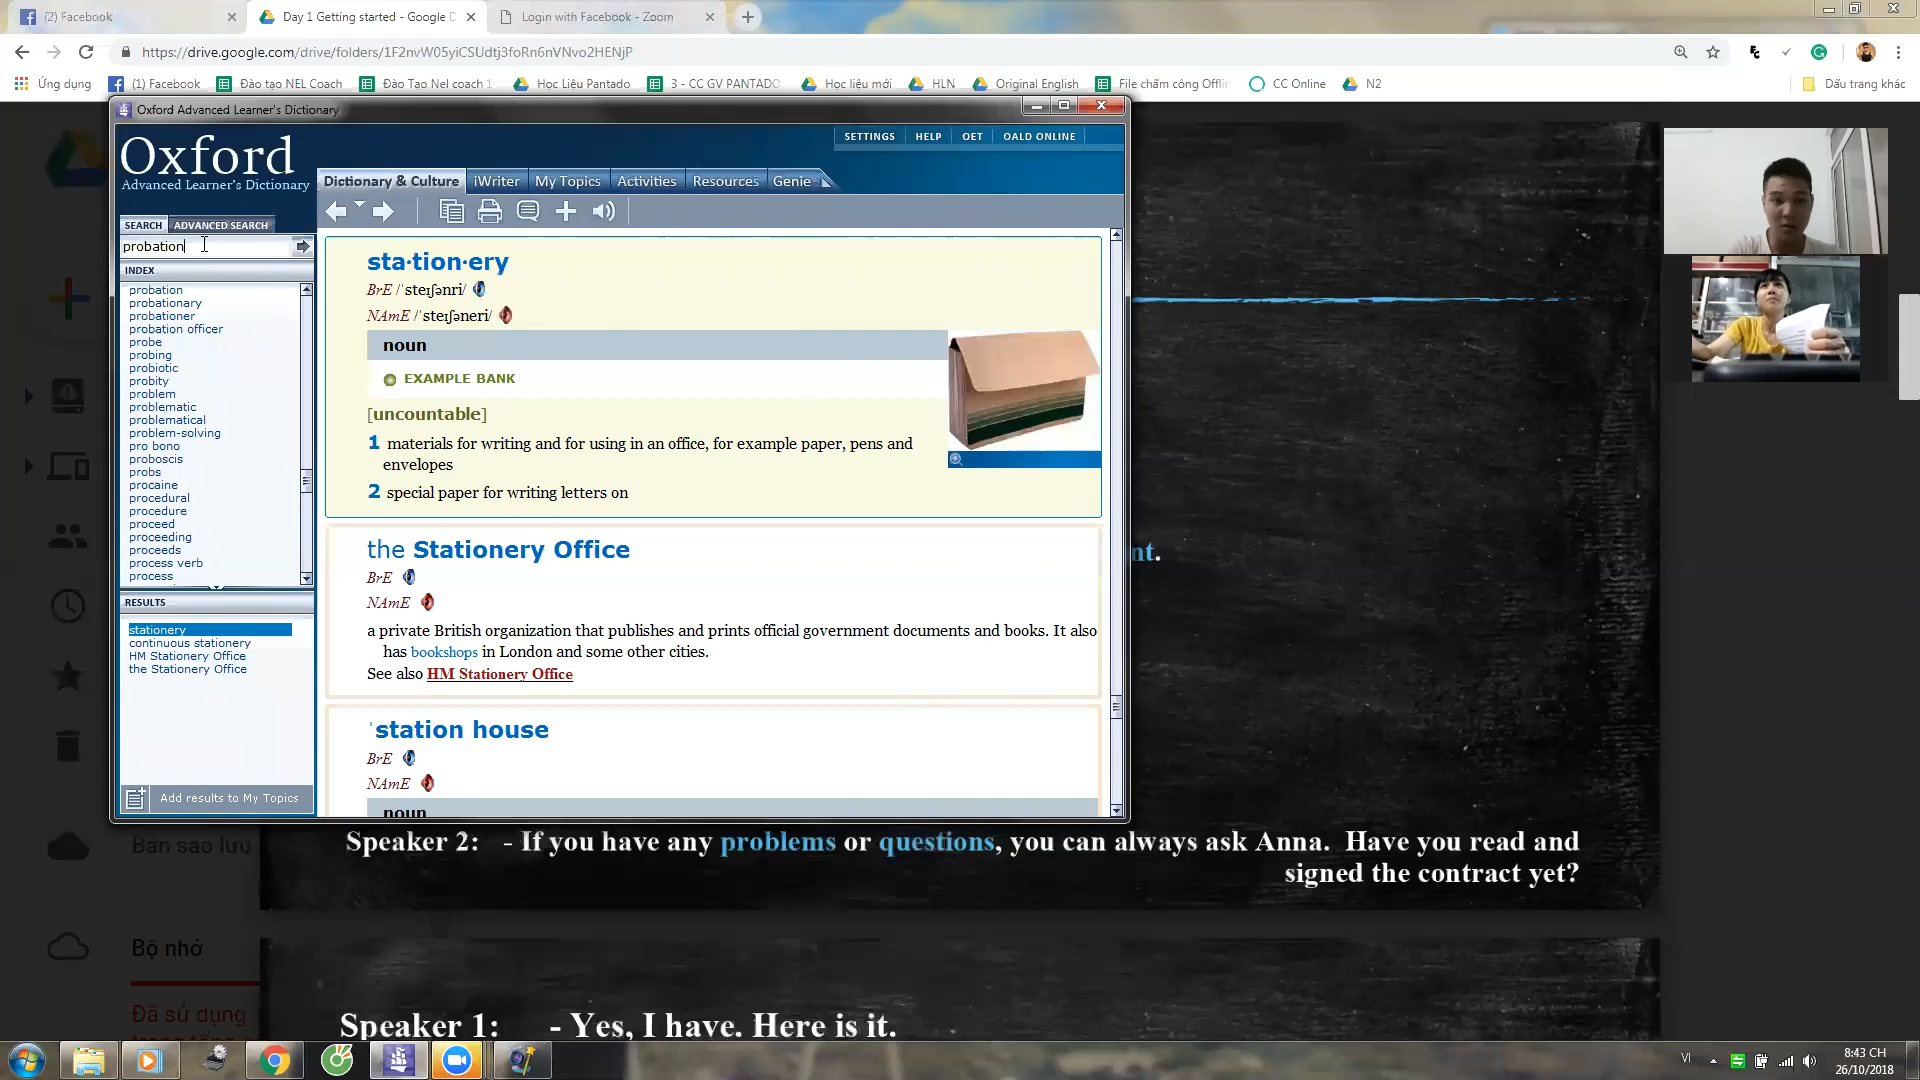 (2) Facebook
Day 1 Getting started - Google D
Login with Facebook - Zoom
https://drive.google.com/drive/folders/1F2nvW05yiCSUdtj3foRn6nVNvo2HENjP
Ứng dụng
(1) Facebook
Đào tạo NEL Coach
Đào Tạo Nel coach 1
Học Liệu Pantado
3 - CC GV PANTADO
Học liệu mới
HLN
Original English
File chấm công Offlin
CC Online
N2
Dấu trang khác
Oxford Advanced Learner's Dictionary
Oxford
Advanced Learner's Dictionary
SETTINGS
HELP
OET
OALD ONLINE
Dictionary & Culture
iWriter
My Topics
Activities
Resources
Genie
SEARCH
ADVANCED SEARCH
probation
INDEX
probation
probationary
probationer
probation officer
probe
probing
probiotic
probity
problem
problematic
problematical
problem-solving
pro bono
proboscis
probs
procaine
procedural
procedure
proceed
proceeding
proceeds
process verb
process
RESULTS
stationery
continuous stationery
HM Stationery Office
the Stationery Office
Add results to My Topics
sta·tion·ery
BrE /ˈsteɪʃənri/
NAmE /ˈsteɪʃəneri/
noun
EXAMPLE BANK
[uncountable]
1 materials for writing and for using in an office, for example paper, pens and
envelopes
2 special paper for writing letters on
the Stationery Office
BrE
NAmE
a private British organization that publishes and prints official government documents and books. It also
has bookshops in London and some other cities.
See also HM Stationery Office
ˈstation house
BrE
NAmE
noun
nt.
Speaker 2: - If you have any problems or questions, you can always ask Anna. Have you read and
signed the contract yet?
Speaker 1: - Yes, I have. Here is it.
Bản sao lưu
Bộ nhớ
Đã sử dụng
VI
8:43 CH
26/10/2018